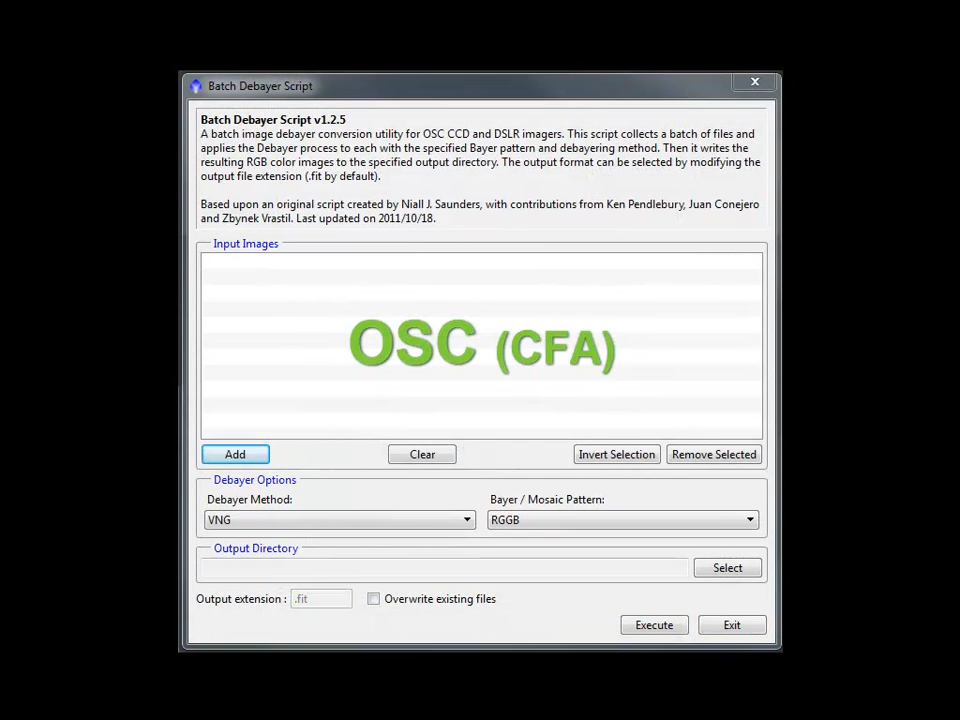 Batch Debayer Script
X
Batch Debayer Script v1.2.5
A batch image debayer conversion utility for OSC CCD and DSLR imagers. This script collects a batch of files and
applies the Debayer process to each with the specified Bayer pattern and debayering method. Then it writes the
resulting RGB color images to the specified output directory. The output format can be selected by modifying the
output file extension (.fit by default).
Based upon an original script created by Niall J. Saunders, with contributions from Ken Pendlebury, Juan Conejero
and Zbynek Vrastil. Last updated on 2011/10/18.
Input Images
OSC (CFA)
Add Clear Invert Selection Remove Selected
Debayer Options
Debayer Method: Bayer / Mosaic Pattern:
VNG RGGB
Output Directory
Select
Output extension : .fit Overwrite existing files
Execute Exit